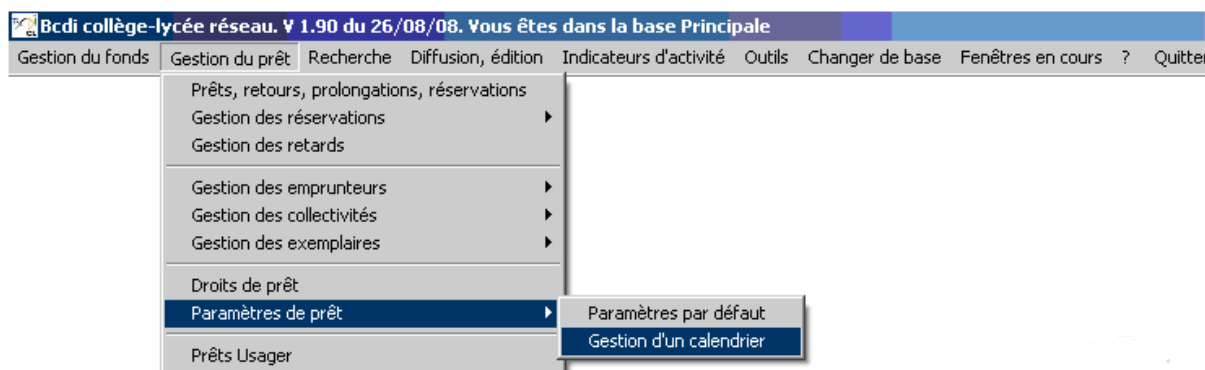 Bcdi collège-lycée réseau. V 1.90 du 26/08/08. Vous êtes dans la base Principale
Gestion du fonds Gestion du prêt Recherche Diffusion, édition Indicateurs d'activité Outils Changer de base Fenêtres en cours ? Quitter
Prêts, retours, prolongations, réservations
Gestion des réservations
Gestion des retards
Gestion des emprunteurs
Gestion des collectivités
Gestion des exemplaires
Droits de prêt
Paramètres de prêt
Paramètres par défaut
Gestion d'un calendrier
Prêts Usager